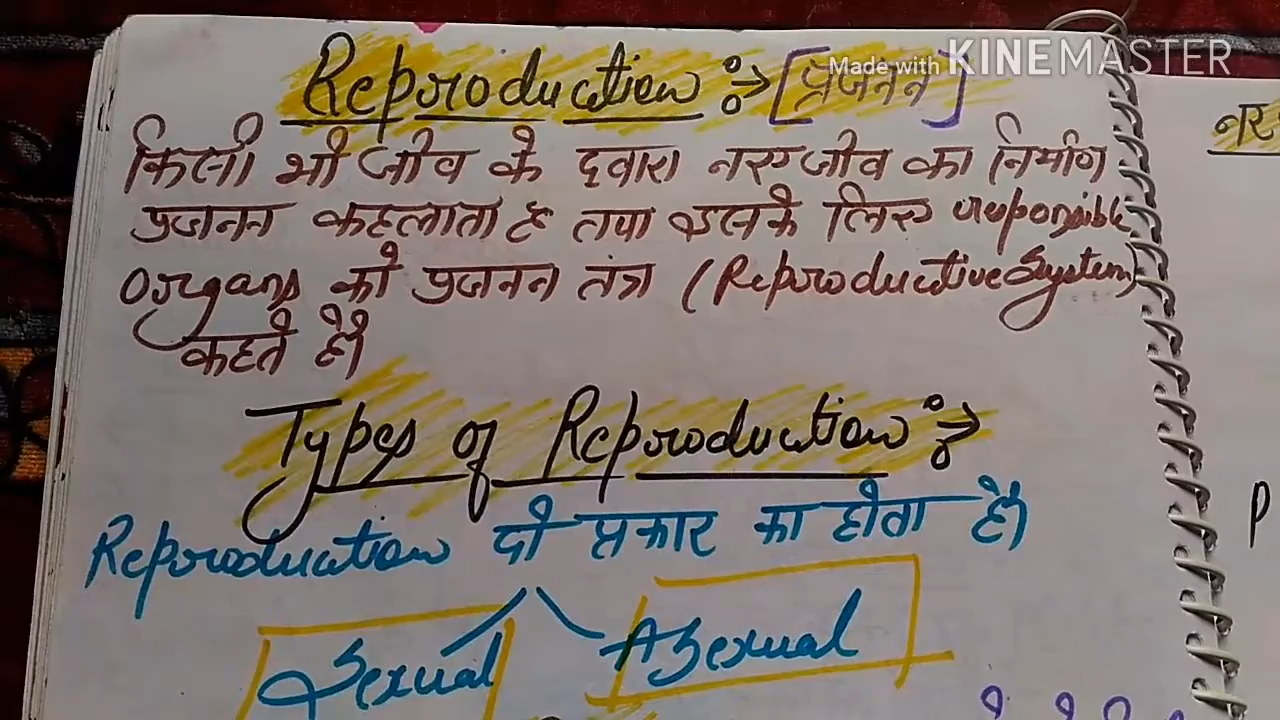 Reproduction :→ [प्रजनन]
Made with KINEMASTER
किसी भी जीव के द्वारा नए जीव का निर्माण
प्रजनन कहलाता है तथा इसके लिए responsible
Organs को प्रजनन तंत्र (Reproductive System)
कहते है।
Types of Reproduction :→
Reproduction दो प्रकार का होता है।
Sexual
ASexual
नर
P